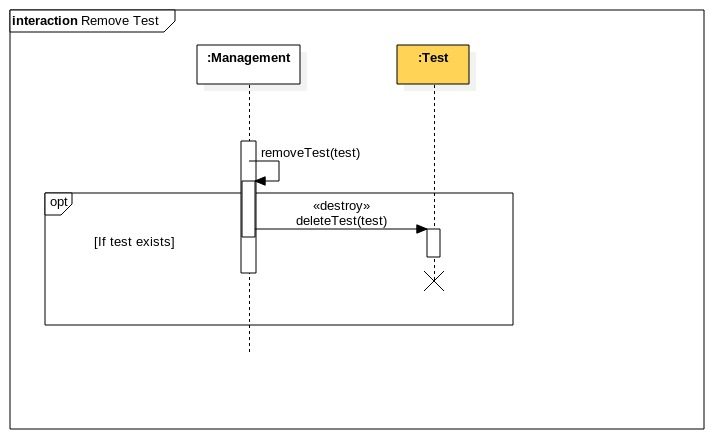 interaction Remove Test
:Management
:Test
removeTest(test)
opt
«destroy»
deleteTest(test)
[If test exists]